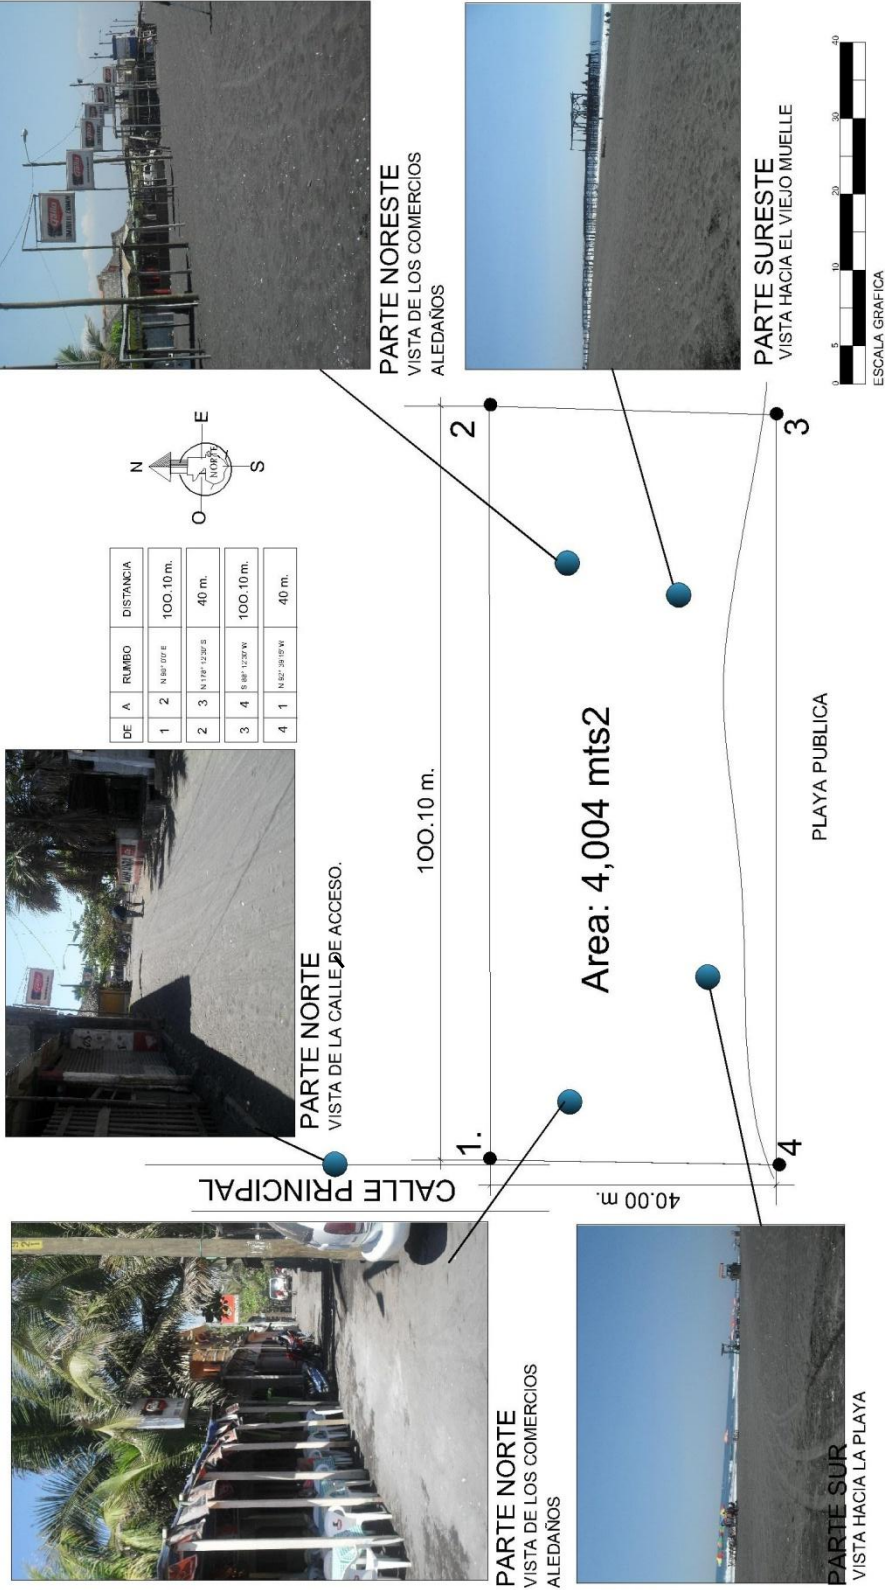 PARTE NORTE
VISTA DE LOS COMERCIOS
ALEDAÑOS
PARTE NORTE
VISTA DE LA CALLE DE ACCESO.
DE A RUMBO DISTANCIA
1 2 100.10 m.
2 3 40 m.
3 4 100.10 m.
4 1 40 m.
N
O E
S
NORTE
PARTE NORESTE
VISTA DE LOS COMERCIOS
ALEDAÑOS
CALLE PRINCIPAL
100.10 m.
1.
2
40.00 m.
Area: 4,004 mts2
4
3
PLAYA PUBLICA
PARTE SUR
VISTA HACIA LA PLAYA
PARTE SURESTE
VISTA HACIA EL VIEJO MUELLE
0 5 10 20 30 40
ESCALA GRAFICA